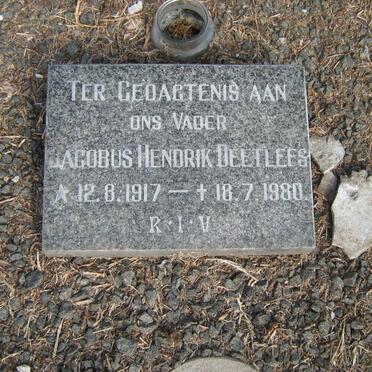 TER GEDAGTENIS AAN
ONS VADER
JACOBUS HENDRIK DEETLEFS
* 12.8.1917 — † 18.7.1980.
R·I·V